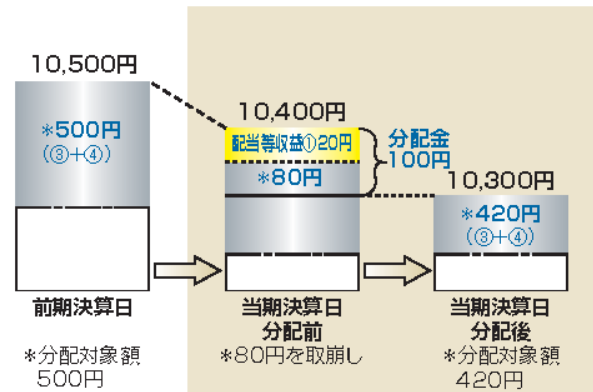 10,500円
*500円
(③+④)
前期決算日
*分配対象額
500円
10,400円
配当等収益①20円
*80円
分配金
100円
当期決算日
分配前
*80円を取崩し
10,300円
*420円
(③+④)
当期決算日
分配後
*分配対象額
420円